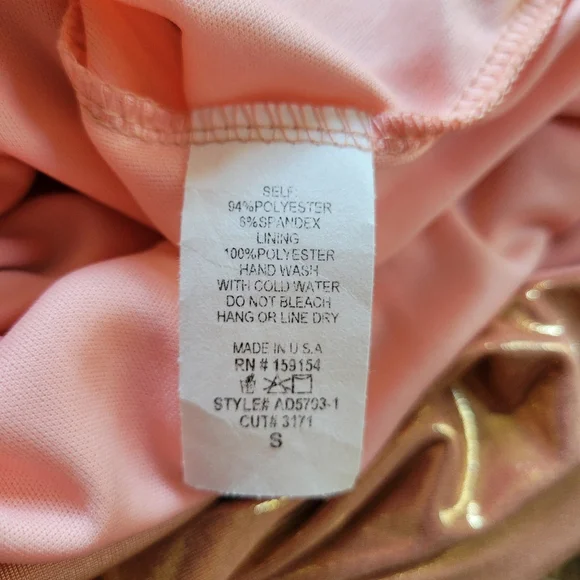 SELF:
94%POLYESTER
6%SPANDEX
LINING
100%POLYESTER
HAND WASH
WITH COLD WATER
DO NOT BLEACH
HANG OR LINE DRY
MADE IN U.S.A
RN # 159154
STYLE# AD5793-1
CUT# 3171
S